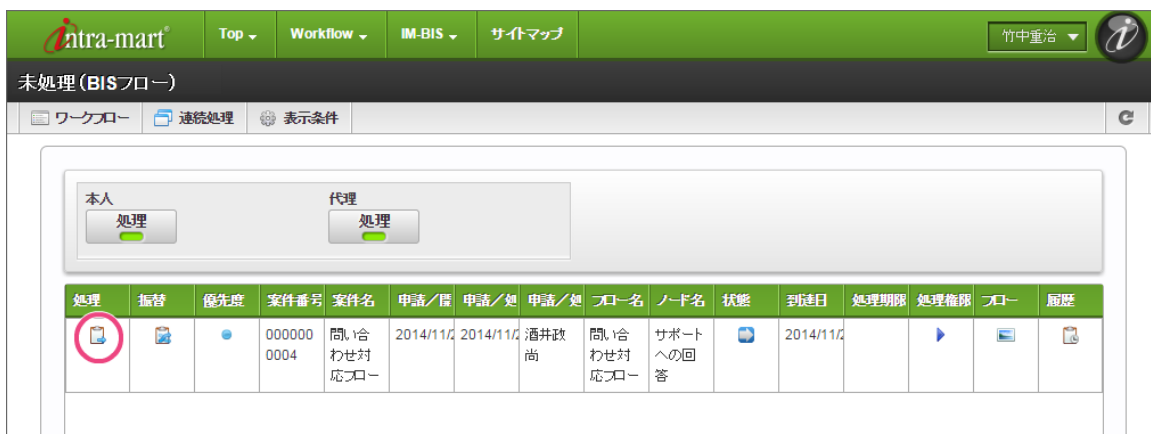 intra-mart Top Workflow IM-BIS サイトマップ 竹中重治
未処理(BISフロー)
ワークフロー 連続処理 表示条件
本人 代理
処理 処理
処理 振替 優先度 案件番号 案件名 申請/ 申請/処 申請/処 フロー名 ノード名 状態 到達日 処理期限 処理権限 フロー 履歴
000000 問い合 2014/11/2 2014/11/2 酒井政 問い合 サポート 2014/11/2
0004 わせ対 尚 わせ対 への回
応フロー 応フロー 答